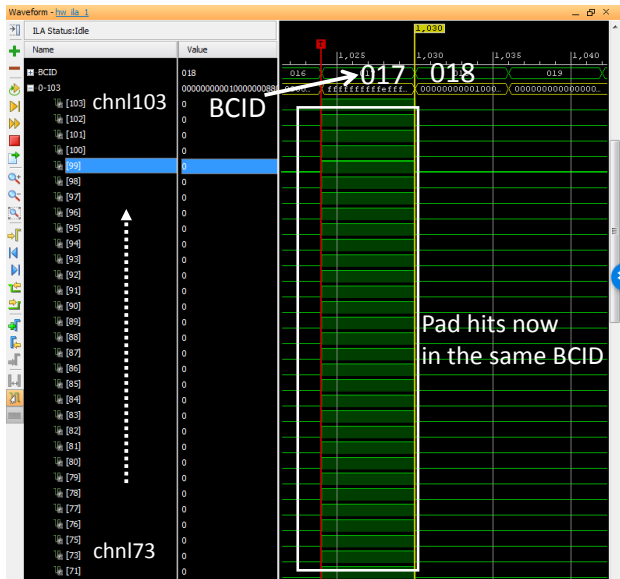 Waveform - hw_ila_1
ILA Status:Idle
1,030
Name Value
1,025 1,030 1,035 1,040
BCID 018 016 017 018 019
0-103
ffffffffffefff... 00000000001000... 000000000000000...
[103] chnl103 0
BCID
[102] 0
[101] 0
[100] 0
[99] 0
[98] 0
[97] 0
[96] 0
[95] 0
[94] 0
[93] 0
[92] 0
[91] 0
[90] 0
[89] 0
Pad hits now
[88] 0
[87] 0
in the same BCID
[86] 0
[85] 0
[84] 0
[83] 0
[82] 0
[81] 0
[80] 0
[79] 0
[78] 0
[77] 0
[76] 0
[75] 0
[73] chnl73 0
[71] 0